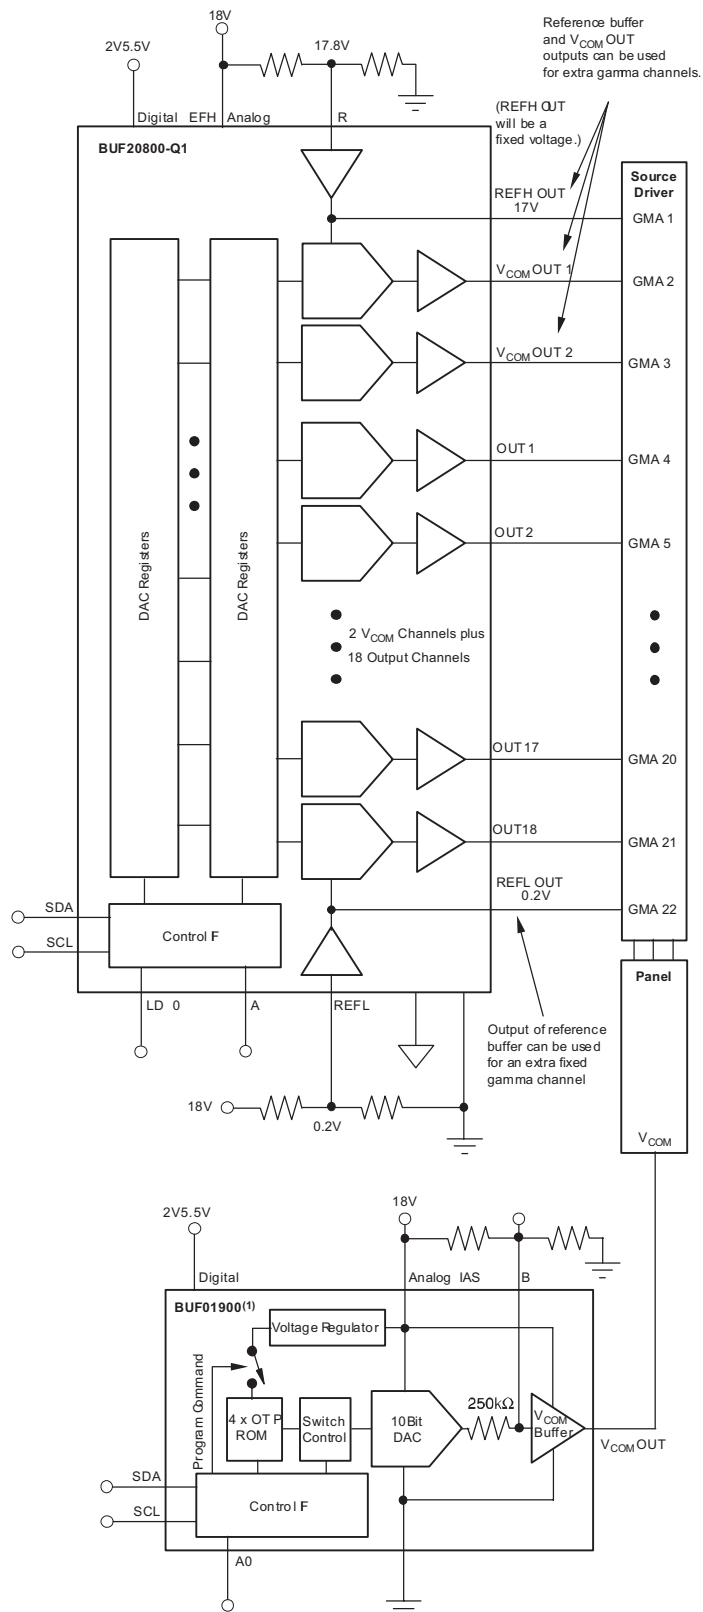 18V
Reference buffer
and VCOM OUT
outputs can be used
for extra gamma channels.
2V5.5V
17.8V
Digital
EFH
Analog
R
(REFH OUT
will be a
fixed voltage.)
BUF20800-Q1
Source
Driver
REFH OUT
17V
GMA 1
VCOM OUT 1
GMA 2
VCOM OUT 2
GMA 3
OUT 1
GMA 4
OUT 2
GMA 5
DAC Registers
DAC Registers
2 VCOM Channels plus
18 Output Channels
OUT17
GMA 20
OUT18
GMA 21
REFL OUT
0.2V
GMA 22
SDA
SCL
Control F
Panel
LD 0
A
REFL
Output of reference
buffer can be used
for an extra fixed
gamma channel
18V
0.2V
VCOM
2V5.5V
18V
Digital
Analog
IAS
B
BUF01900(1)
Voltage Regulator
Program Command
4 x OTP
ROM
Switch
Control
10Bit
DAC
250kΩ
VCOM
Buffer
VCOM OUT
SDA
SCL
Control F
A0